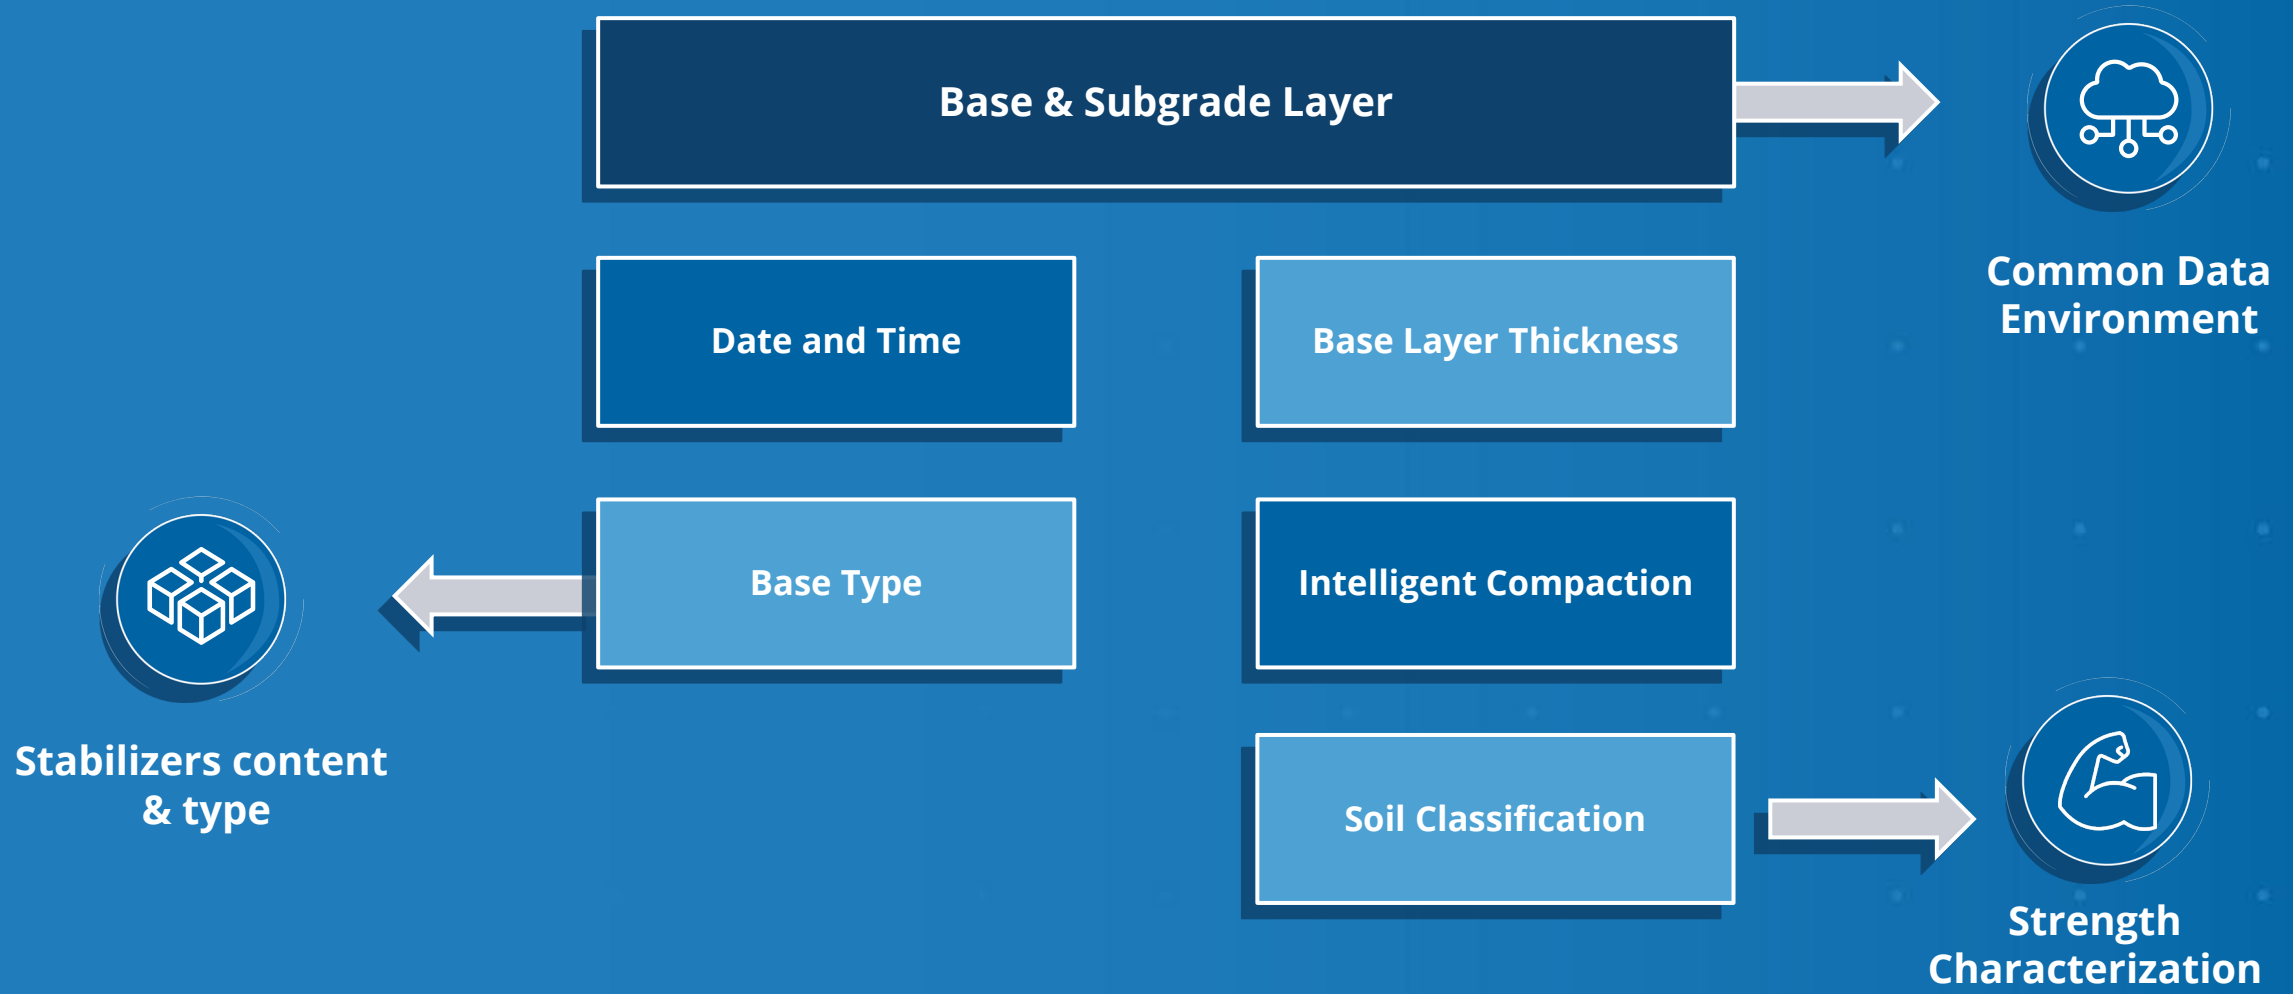 Base & Subgrade Layer
Common Data
Environment
Date and Time
Base Layer Thickness
Base Type
Intelligent Compaction
Stabilizers content
& type
Soil Classification
Strength
Characterization